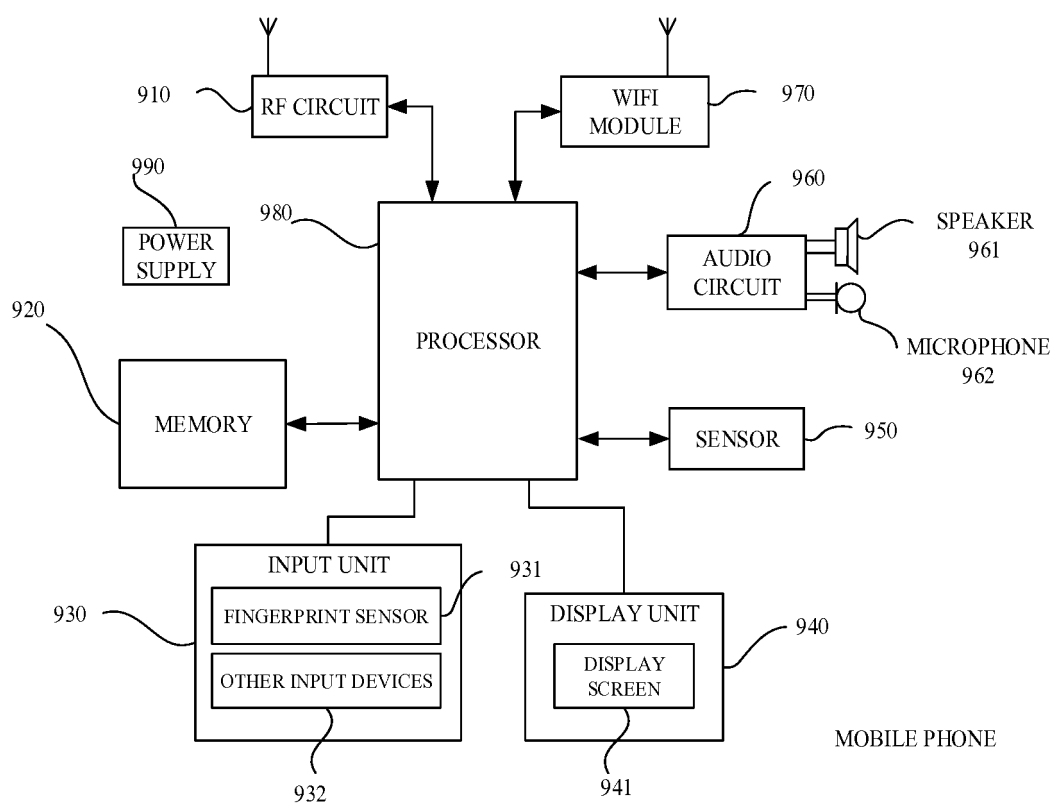 910
RF CIRCUIT
WIFI
MODULE
970
990
POWER
SUPPLY
980
960
AUDIO
CIRCUIT
SPEAKER
961
920
PROCESSOR
MICROPHONE
962
MEMORY
SENSOR
950
INPUT UNIT
931
930
FINGERPRINT SENSOR
OTHER INPUT DEVICES
932
DISPLAY UNIT
940
DISPLAY
SCREEN
941
MOBILE PHONE